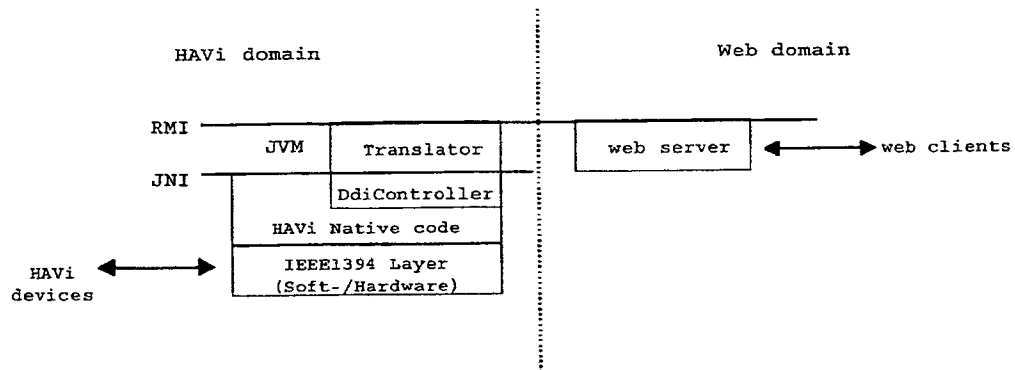 HAVi domain
Web domain
RMI
JVM
Translator
web server
web clients
JNI
DdiController
HAVi Native code
IEEE1394 Layer
(Soft-/Hardware)
HAVi
devices